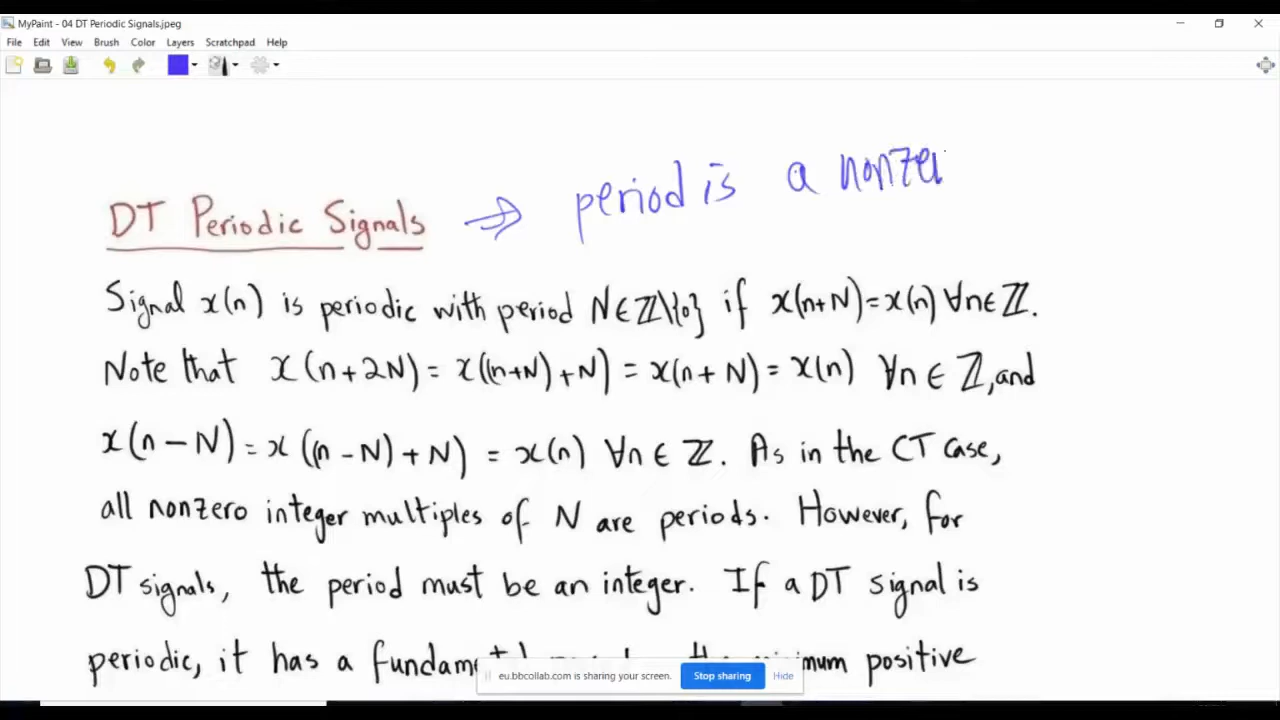 MyPaint - 04 DT Periodic Signals.jpeg
File Edit View Brush Color Layers Scratchpad Help
period is a nonzer
DT Periodic Signals ⇒
Signal x(n) is periodic with period N∈ℤ\{0} if x(n+N)=x(n) ∀n∈ℤ.
Note that x(n+2N) = x((n+N)+N) = x(n+N) = x(n) ∀n∈ℤ, and
x(n-N) = x((n-N)+N) = x(n) ∀n∈ℤ. As in the CT case,
all nonzero integer multiples of N are periods. However, for
DT signals, the period must be an integer. If a DT signal is
periodic, it has a positive
eu.bbcollab.com is sharing your screen. Stop sharing Hide